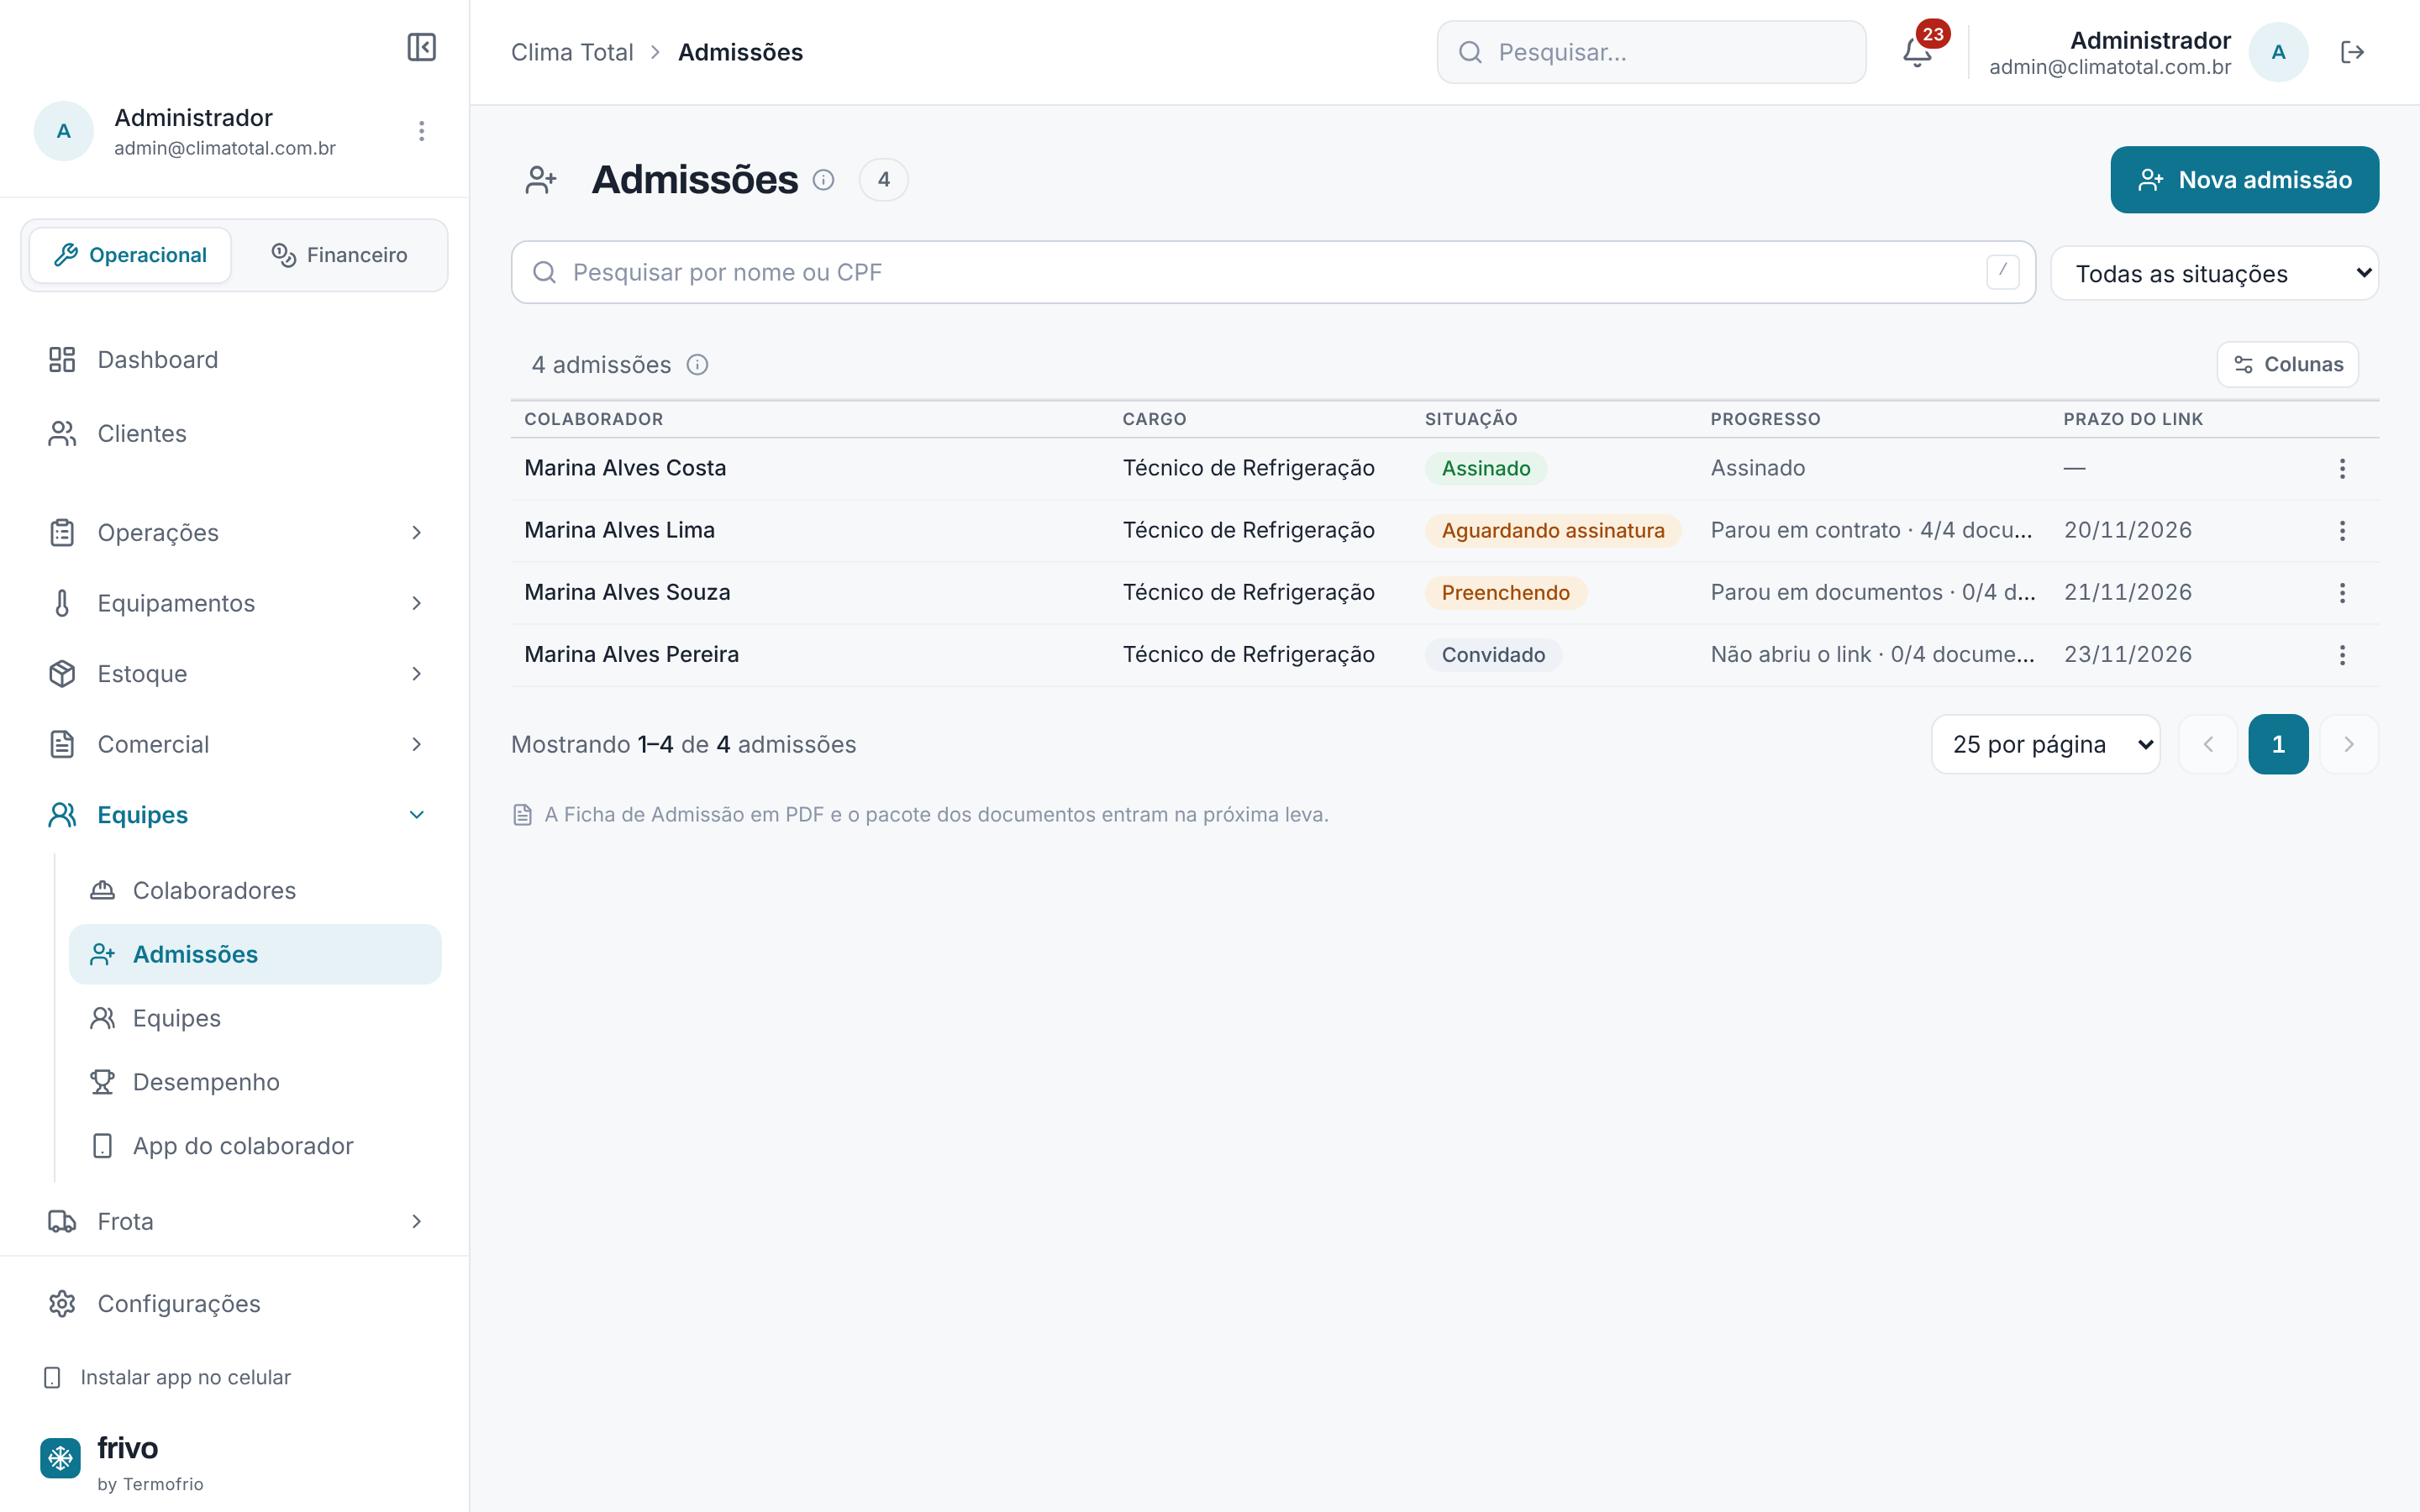 Clima Total > Admissões
Pesquisar...
23
Administrador
admin@climatotal.com.br
A
A
Administrador
admin@climatotal.com.br
Operacional
Financeiro
Dashboard
Clientes
Operações
Equipamentos
Estoque
Comercial
Equipes
Colaboradores
Admissões
Equipes
Desempenho
App do colaborador
Frota
Configurações
Instalar app no celular
frivo
by Termofrio
Admissões 4
Nova admissão
Pesquisar por nome ou CPF /
Todas as situações
4 admissões
Colunas
COLABORADOR CARGO SITUAÇÃO PROGRESSO PRAZO DO LINK
Marina Alves Costa Técnico de Refrigeração Assinado Assinado —
Marina Alves Lima Técnico de Refrigeração Aguardando assinatura Parou em contrato · 4/4 docu... 20/11/2026
Marina Alves Souza Técnico de Refrigeração Preenchendo Parou em documentos · 0/4 d... 21/11/2026
Marina Alves Pereira Técnico de Refrigeração Convidado Não abriu o link · 0/4 docume... 23/11/2026
Mostrando 1–4 de 4 admissões
25 por página
1
A Ficha de Admissão em PDF e o pacote dos documentos entram na próxima leva.